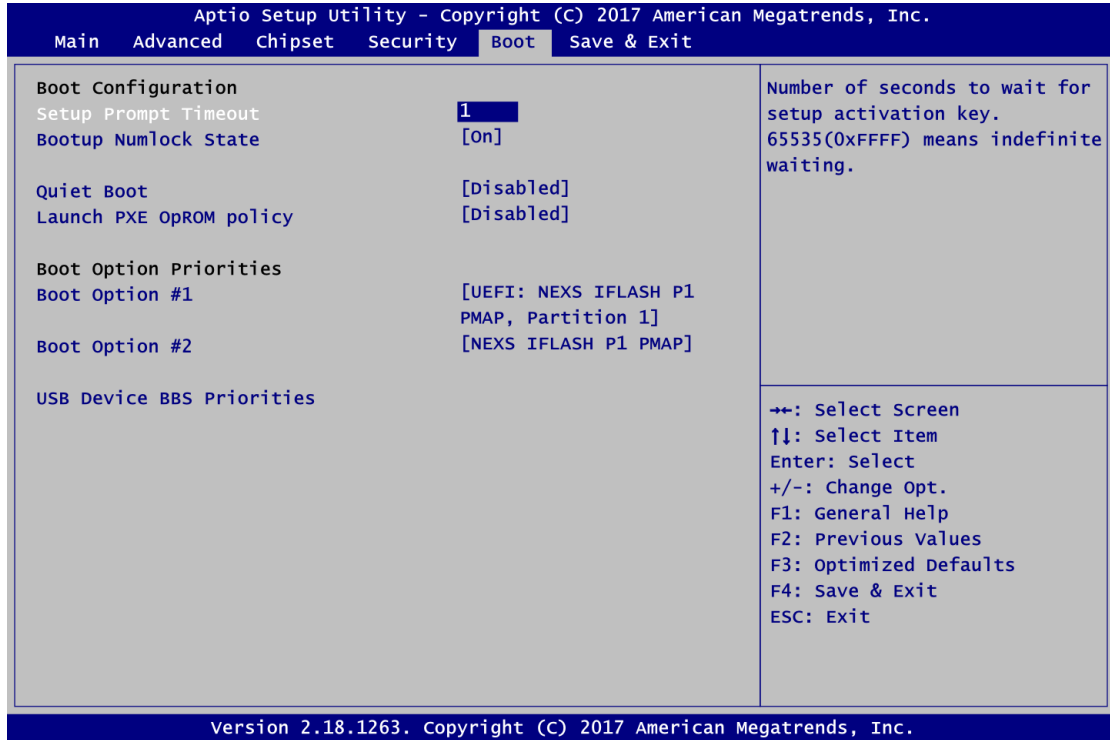 Aptio Setup Utility - Copyright (C) 2017 American Megatrends, Inc.
Main Advanced Chipset Security Boot Save & Exit
Boot Configuration
Setup Prompt Timeout 1
Bootup Numlock State [On]
Quiet Boot [Disabled]
Launch PXE OpROM policy [Disabled]
Boot Option Priorities
Boot Option #1 [UEFI: NEXS IFLASH P1
PMAP, Partition 1]
Boot Option #2 [NEXS IFLASH P1 PMAP]
USB Device BBS Priorities
Number of seconds to wait for
setup activation key.
65535(0xFFFF) means indefinite
waiting.
→←: Select Screen
↑↓: Select Item
Enter: Select
+/-: Change Opt.
F1: General Help
F2: Previous Values
F3: Optimized Defaults
F4: Save & Exit
ESC: Exit
Version 2.18.1263. Copyright (C) 2017 American Megatrends, Inc.